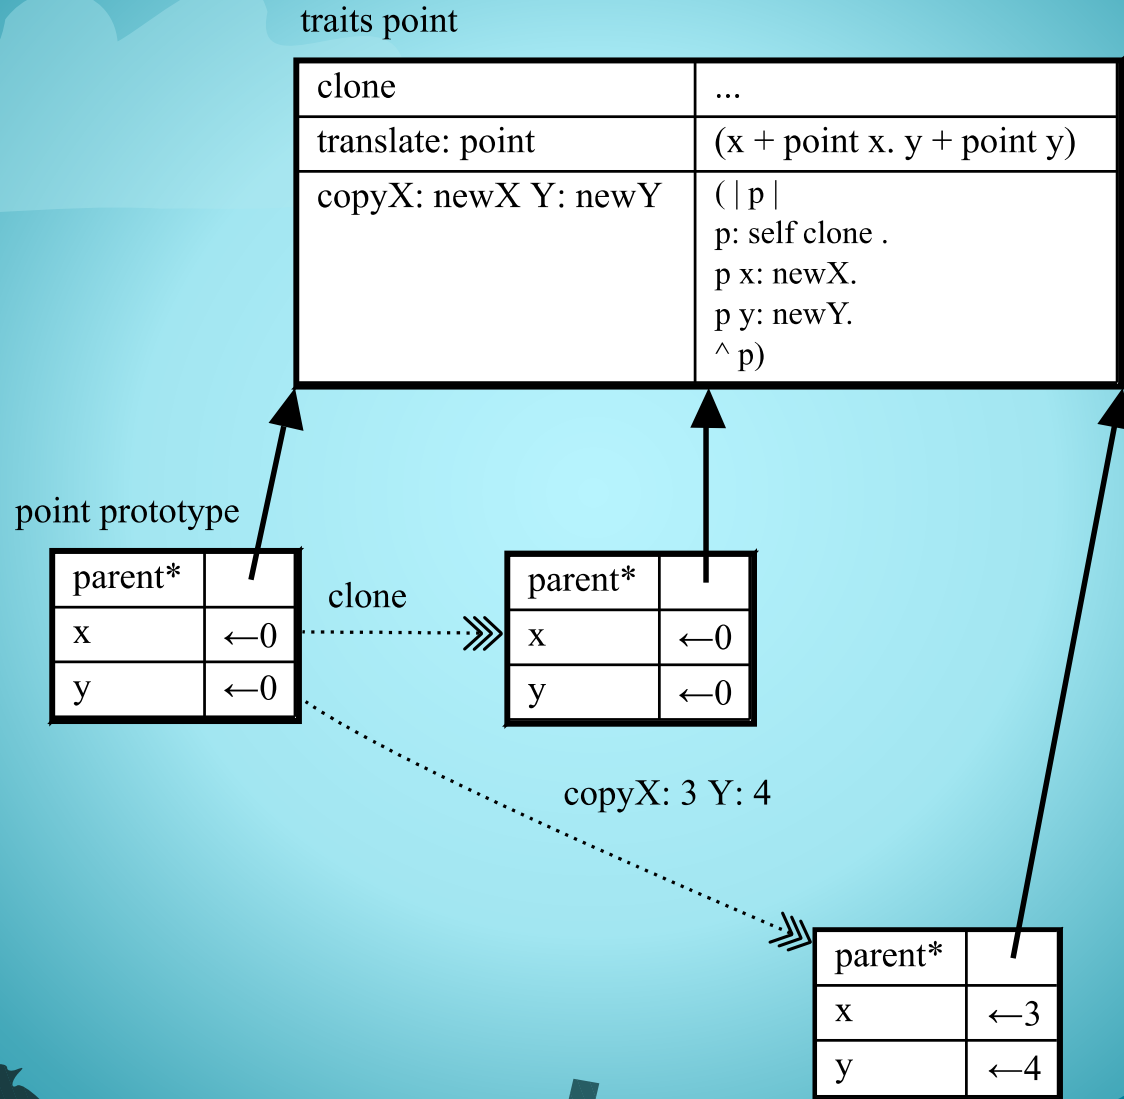 traits point
clone ...
translate: point (x + point x. y + point y)
copyX: newX Y: newY ( | p |
p: self clone .
p x: newX.
p y: newY.
^ p)
point prototype
parent*
x ←0
y ←0
clone
parent*
x ←0
y ←0
copyX: 3 Y: 4
parent*
x ←3
y ←4